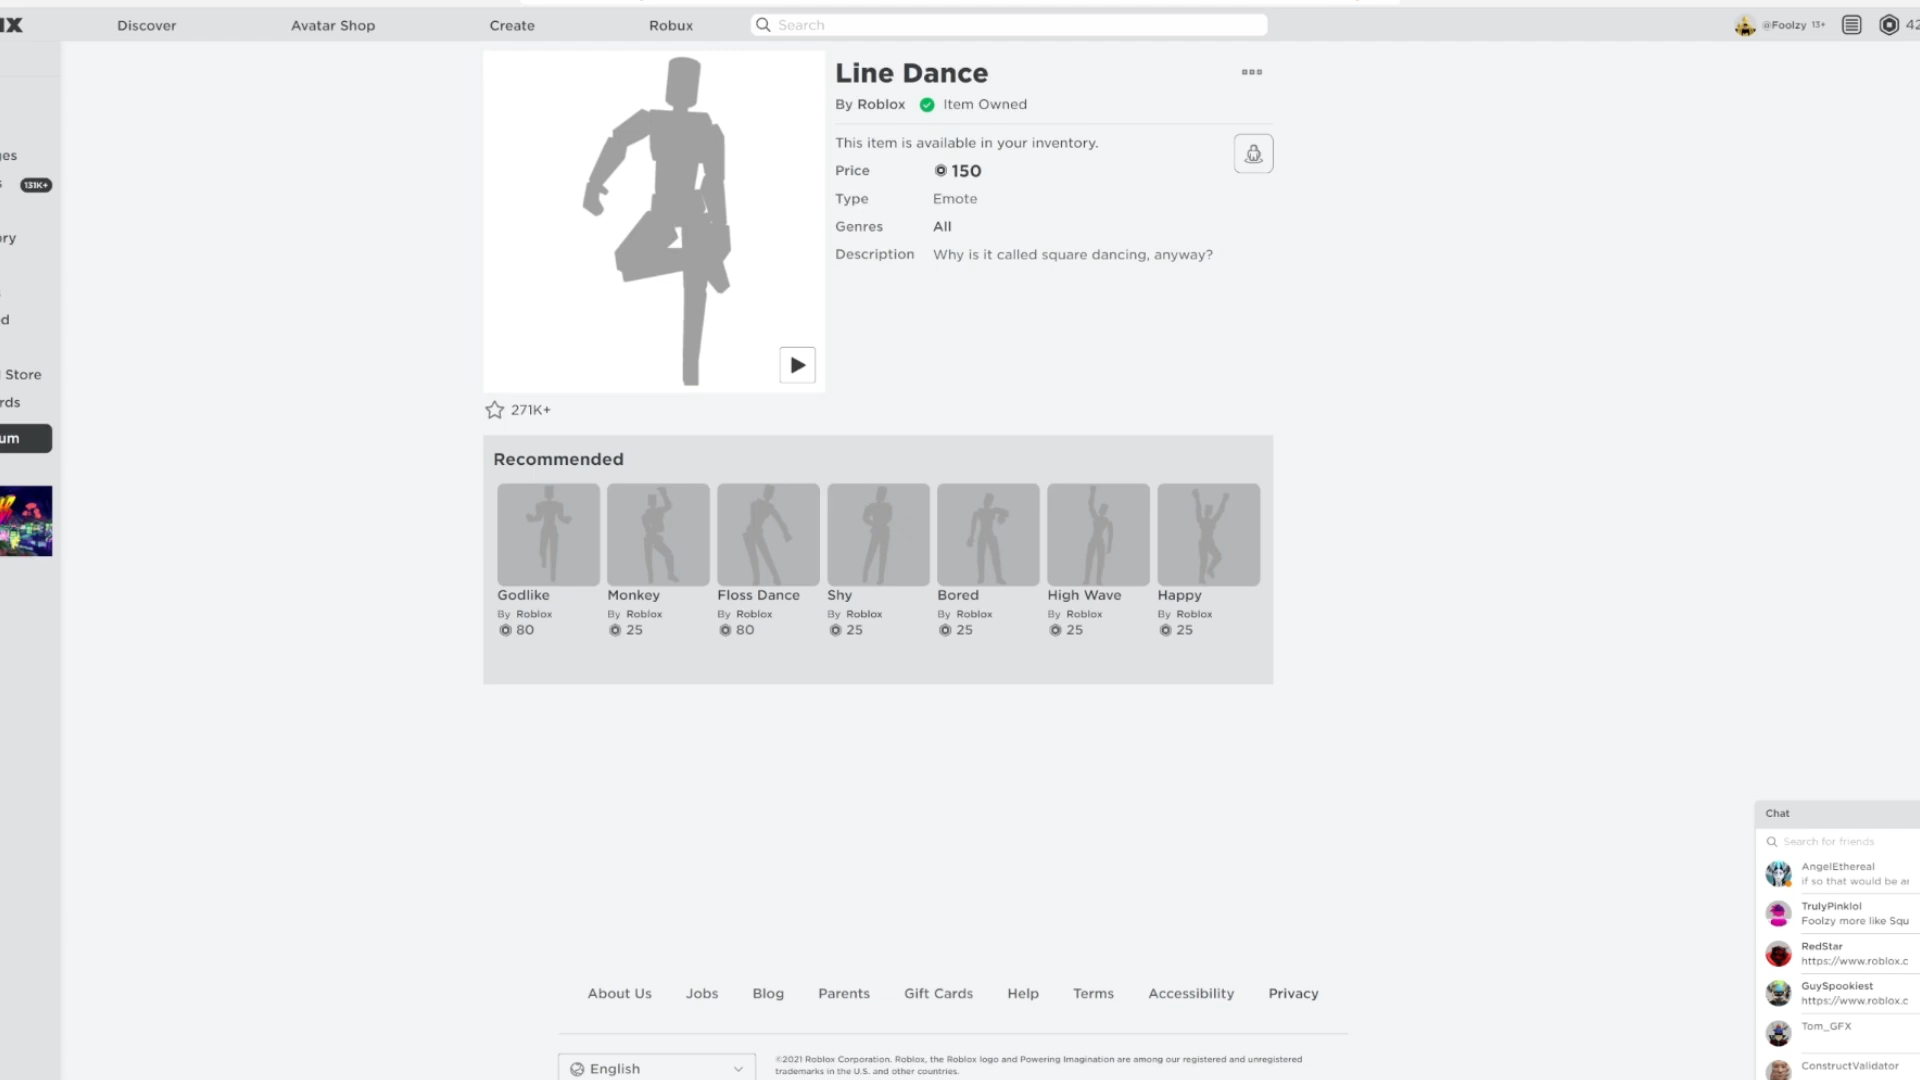 Discover
Avatar Shop
Create
Robux
Search
@Foolzy 13+
42
Line Dance
By Roblox
Item Owned
This item is available in your inventory.
Price 150
Type Emote
Genres All
Description Why is it called square dancing, anyway?
ges
131K+
ory
d
Store
rds
um
271K+
Recommended
Godlike
By Roblox
80
Monkey
By Roblox
25
Floss Dance
By Roblox
80
Shy
By Roblox
25
Bored
By Roblox
25
High Wave
By Roblox
25
Happy
By Roblox
25
Chat
Search for friends
AngelEthereal
if so that would be
TrulyPinklol
Foolzy more like Squ
RedStar
https://www.roblox.c
GuySpookiest
https://www.roblox.c
Tom_GFX
ConstructValidator
About Us
Jobs
Blog
Parents
Gift Cards
Help
Terms
Accessibility
Privacy
English
©2021 Roblox Corporation. Roblox, the Roblox logo and Powering Imagination are among our registered and unregistered
trademarks in the U.S. and other countries.